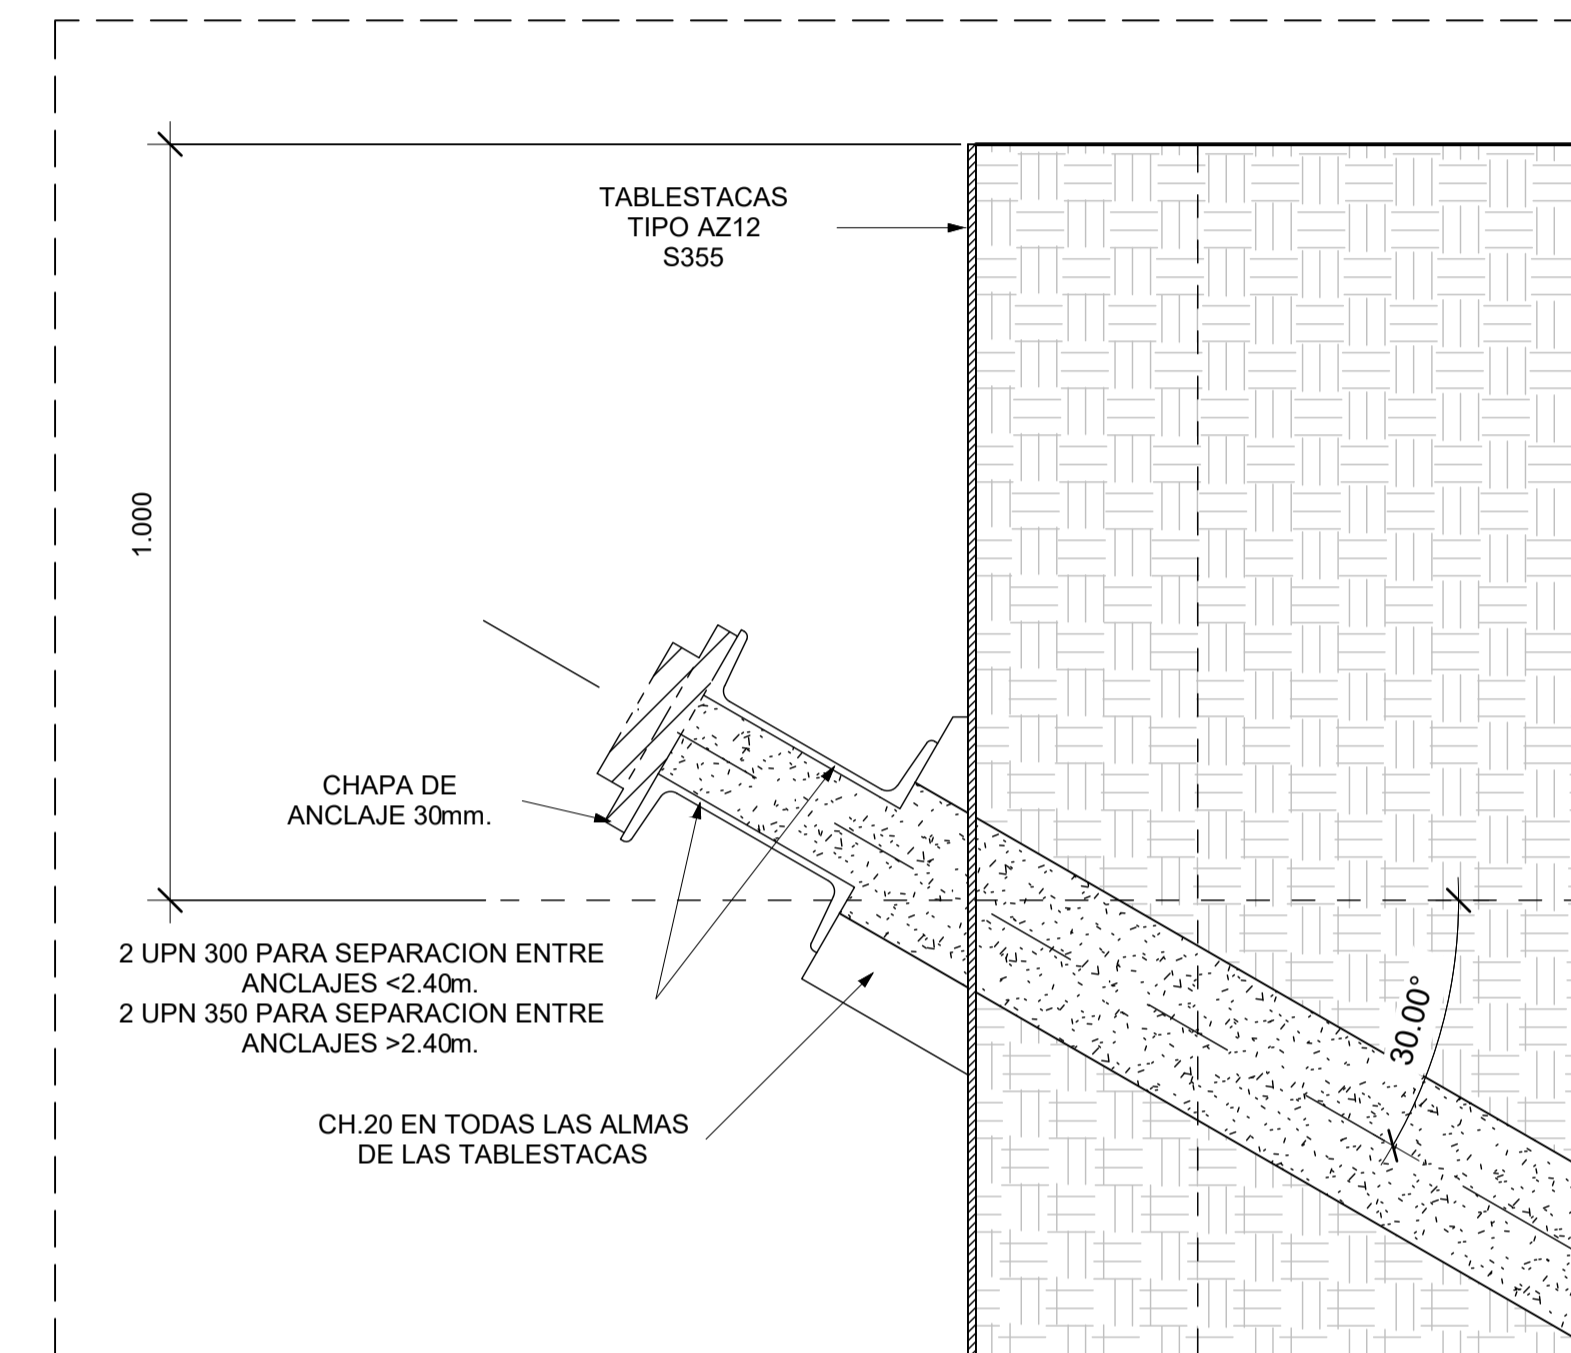 TABLESTACAS
TIPO AZ12
S355
1.000
CHAPA DE
ANCLAJE 30mm.
2 UPN 300 PARA SEPARACION ENTRE
ANCLAJES <2.40m.
2 UPN 350 PARA SEPARACION ENTRE
ANCLAJES >2.40m.
30.00°
CH.20 EN TODAS LAS ALMAS
DE LAS TABLESTACAS